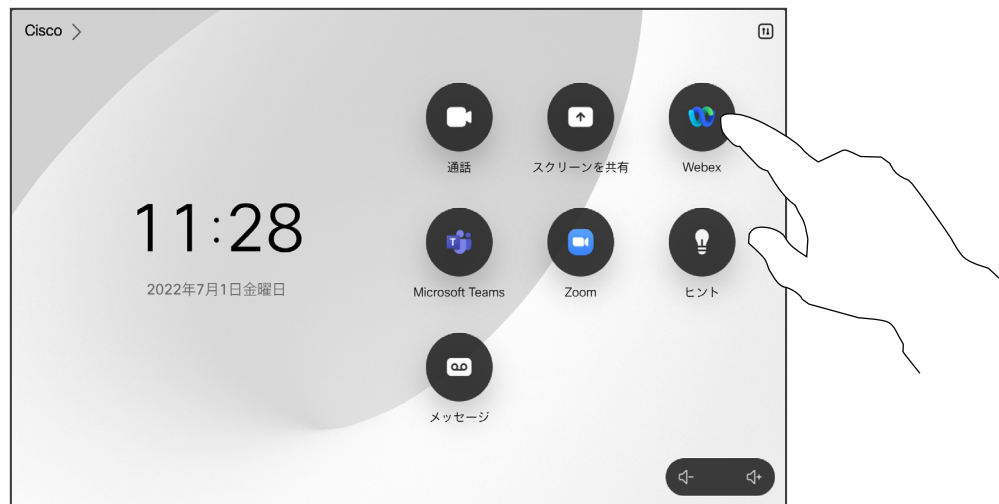 Cisco
11:28
2022年7月1日金曜日
通話
スクリーンを共有
Webex
Microsoft Teams
Zoom
ヒント
メッセージ